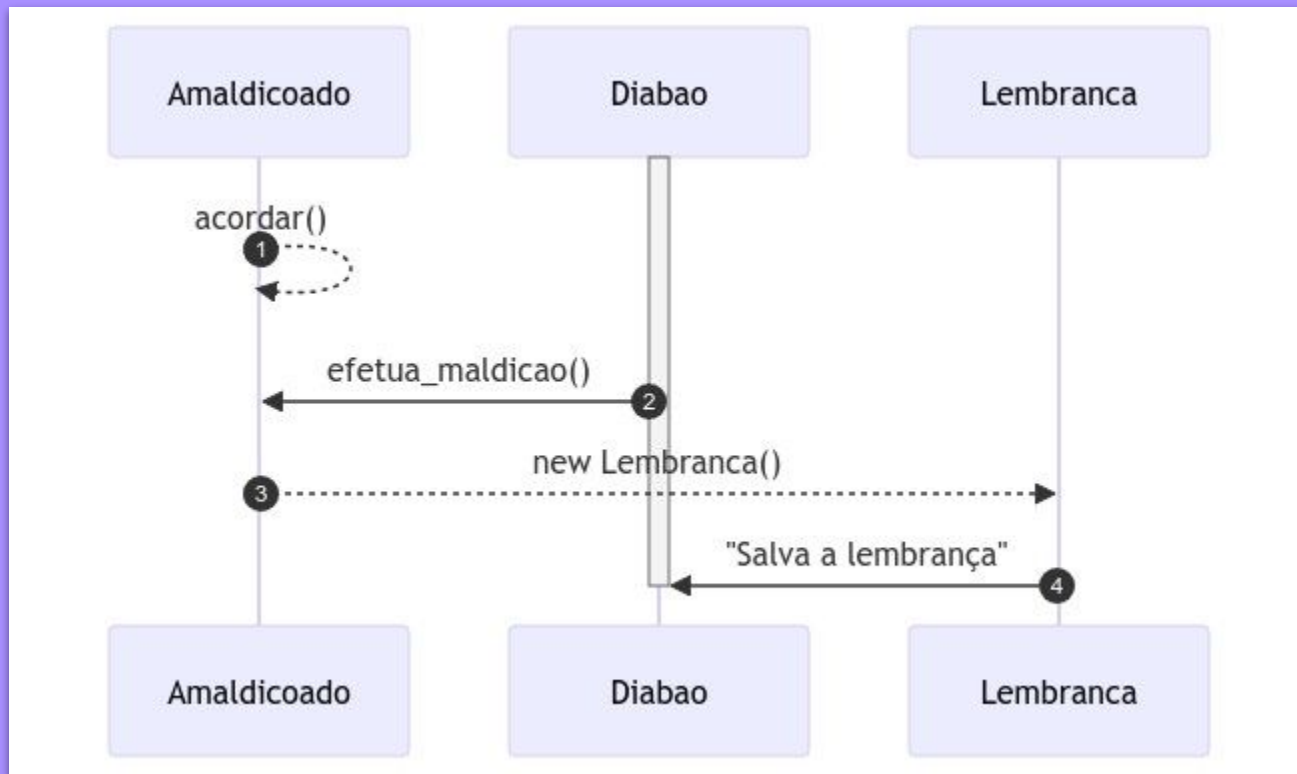 Amaldicoado
Diabao
Lembranca
acordar()
1
efetua_maldicao()
2
new Lembranca()
3
"Salva a lembrança"
4
Amaldicoado
Diabao
Lembranca